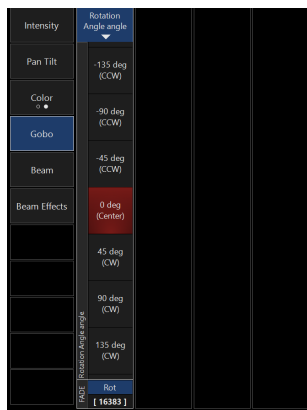 Intensity
Pan Tilt
Color
Gobo
Beam
Beam Effects
Rotation
Angle angle
-135 deg
(CCW)
-90 deg
(CCW)
-45 deg
(CCW)
0 deg
(Center)
45 deg
(CW)
90 deg
(CW)
135 deg
(CW)
Rotation Angle angle
FADE
Rot
[ 16383 ]